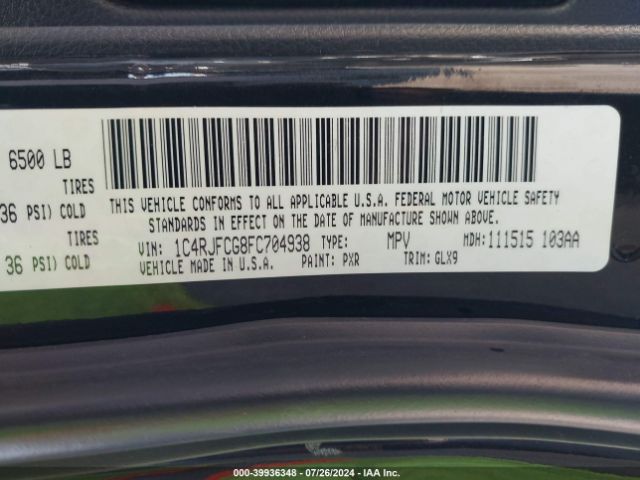 6500 LB
TIRES
36 PSI) COLD
TIRES
36 PSI) COLD
THIS VEHICLE CONFORMS TO ALL APPLICABLE U.S.A. FEDERAL MOTOR VEHICLE SAFETY
STANDARDS IN EFFECT ON THE DATE OF MANUFACTURE SHOWN ABOVE.
VIN: 1C4RJFCG8FC704938 TYPE: MPV MDH: 111515 103AA
VEHICLE MADE IN U.S.A. PAINT: PXR TRIM: GLX9
000-39936348 - 07/26/2024 - IAA Inc.